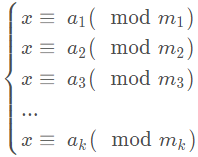 x ≡ a₁( mod m₁)
x ≡ a₂( mod m₂)
x ≡ a₃( mod m₃)
...
x ≡ aₖ( mod mₖ)